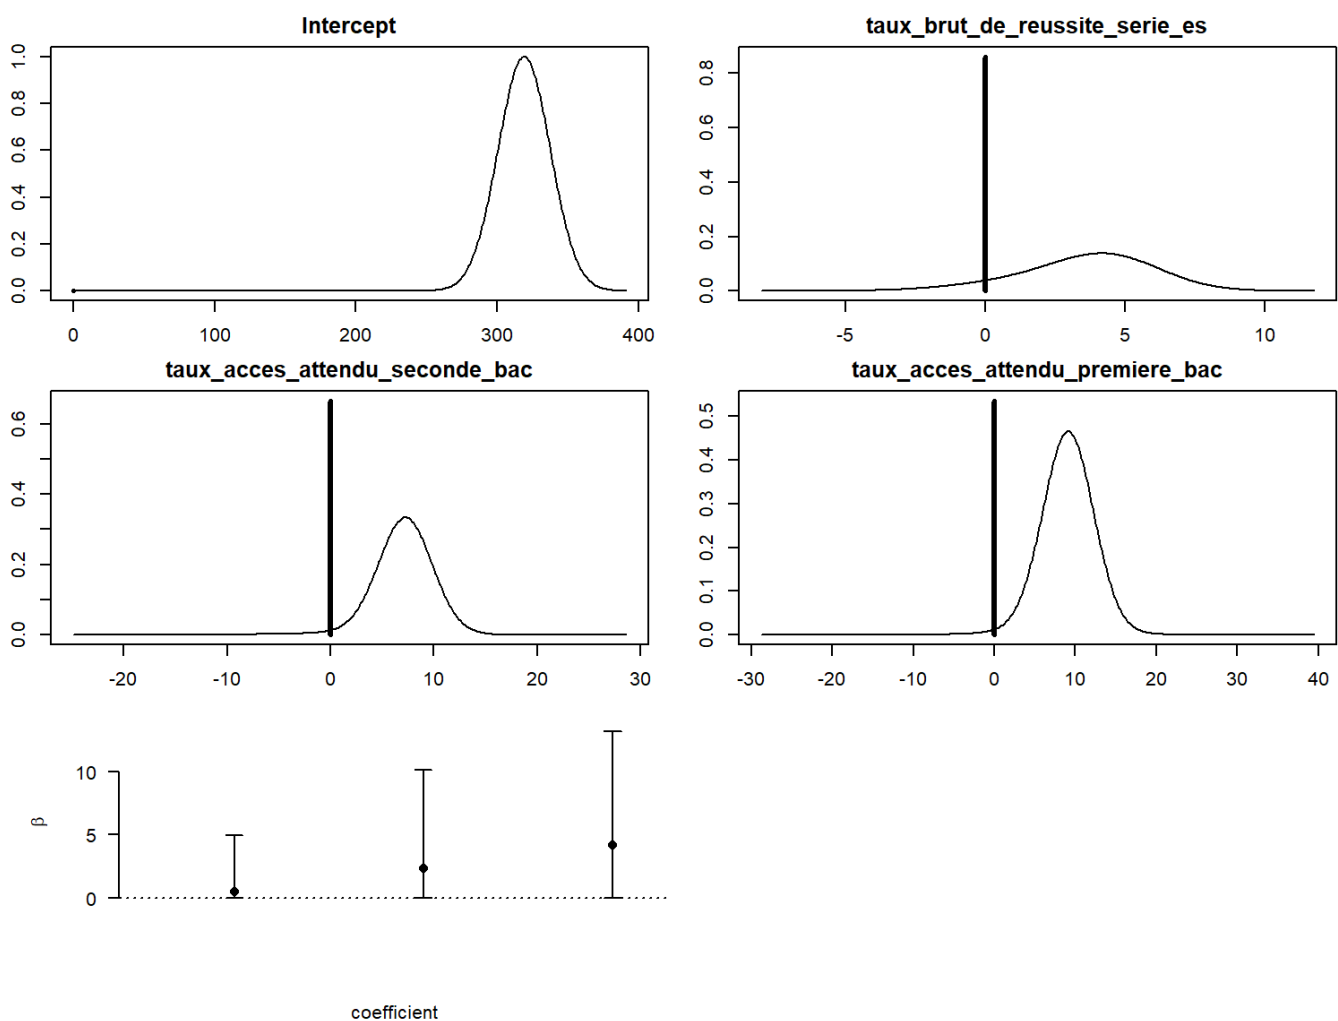 Intercept
0.0 0.2 0.4 0.6 0.8 1.0
0 100 200 300 400
taux_brut_de_reussite_serie_es
0.0 0.2 0.4 0.6 0.8
-5 0 5 10
taux_acces_attendu_seconde_bac
0.0 0.2 0.4 0.6
-20 -10 0 10 20 30
taux_acces_attendu_premiere_bac
0.0 0.1 0.2 0.3 0.4 0.5
-30 -20 -10 0 10 20 30 40
β
10
5
0
coefficient